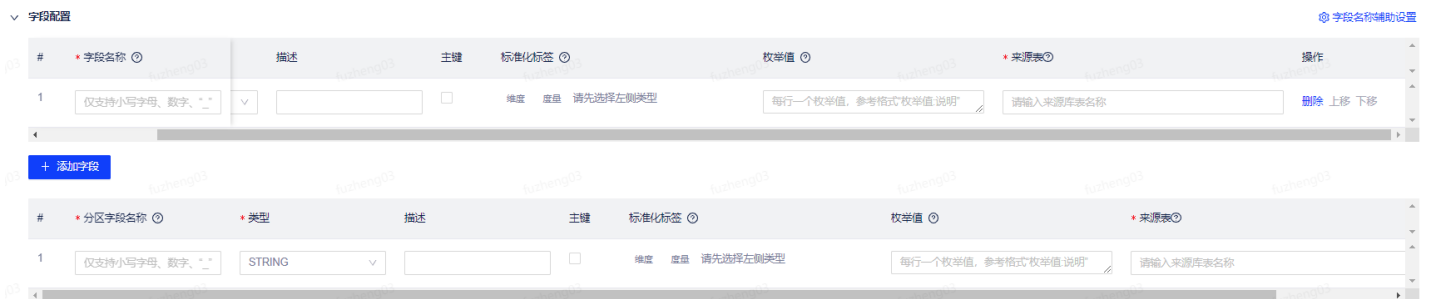 字段配置 字段名称辅助设置
# * 字段名称 描述 主键 标准化标签 枚举值 * 来源表 操作
1 仅支持小写字母、数字、"_" 维度 度量 请先选择左侧类型 每行一个枚举值，参考格式"枚举值:说明" 请输入来源库表名称 删除 上移 下移
+ 添加字段
# * 分区字段名称 * 类型 描述 主键 标准化标签 枚举值 * 来源表
1 仅支持小写字母、数字、"_" STRING 维度 度量 请先选择左侧类型 每行一个枚举值，参考格式"枚举值:说明" 请输入来源库表名称
fuzheng03